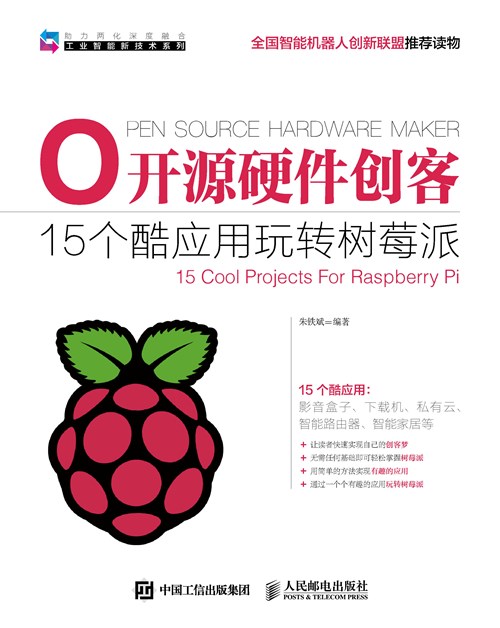 助力两化深度融合
工业智能新技术系列
全国智能机器人创新联盟推荐读物
OPEN SOURCE HARDWARE MAKER
开源硬件创客
15个酷应用玩转树莓派
15 Cool Projects For Raspberry Pi
朱铁斌 编著
15个酷应用：
影音盒子、下载机、私有云、
智能路由器、智能家居等
+ 让读者快速实现自己的创客梦
+ 无需任何基础即可轻松掌握树莓派
+ 用简单的方法实现有趣的应用
+ 通过一个个有趣的应用玩转树莓派
中国工信出版集团
人民邮电出版社
POSTS & TELECOM PRESS